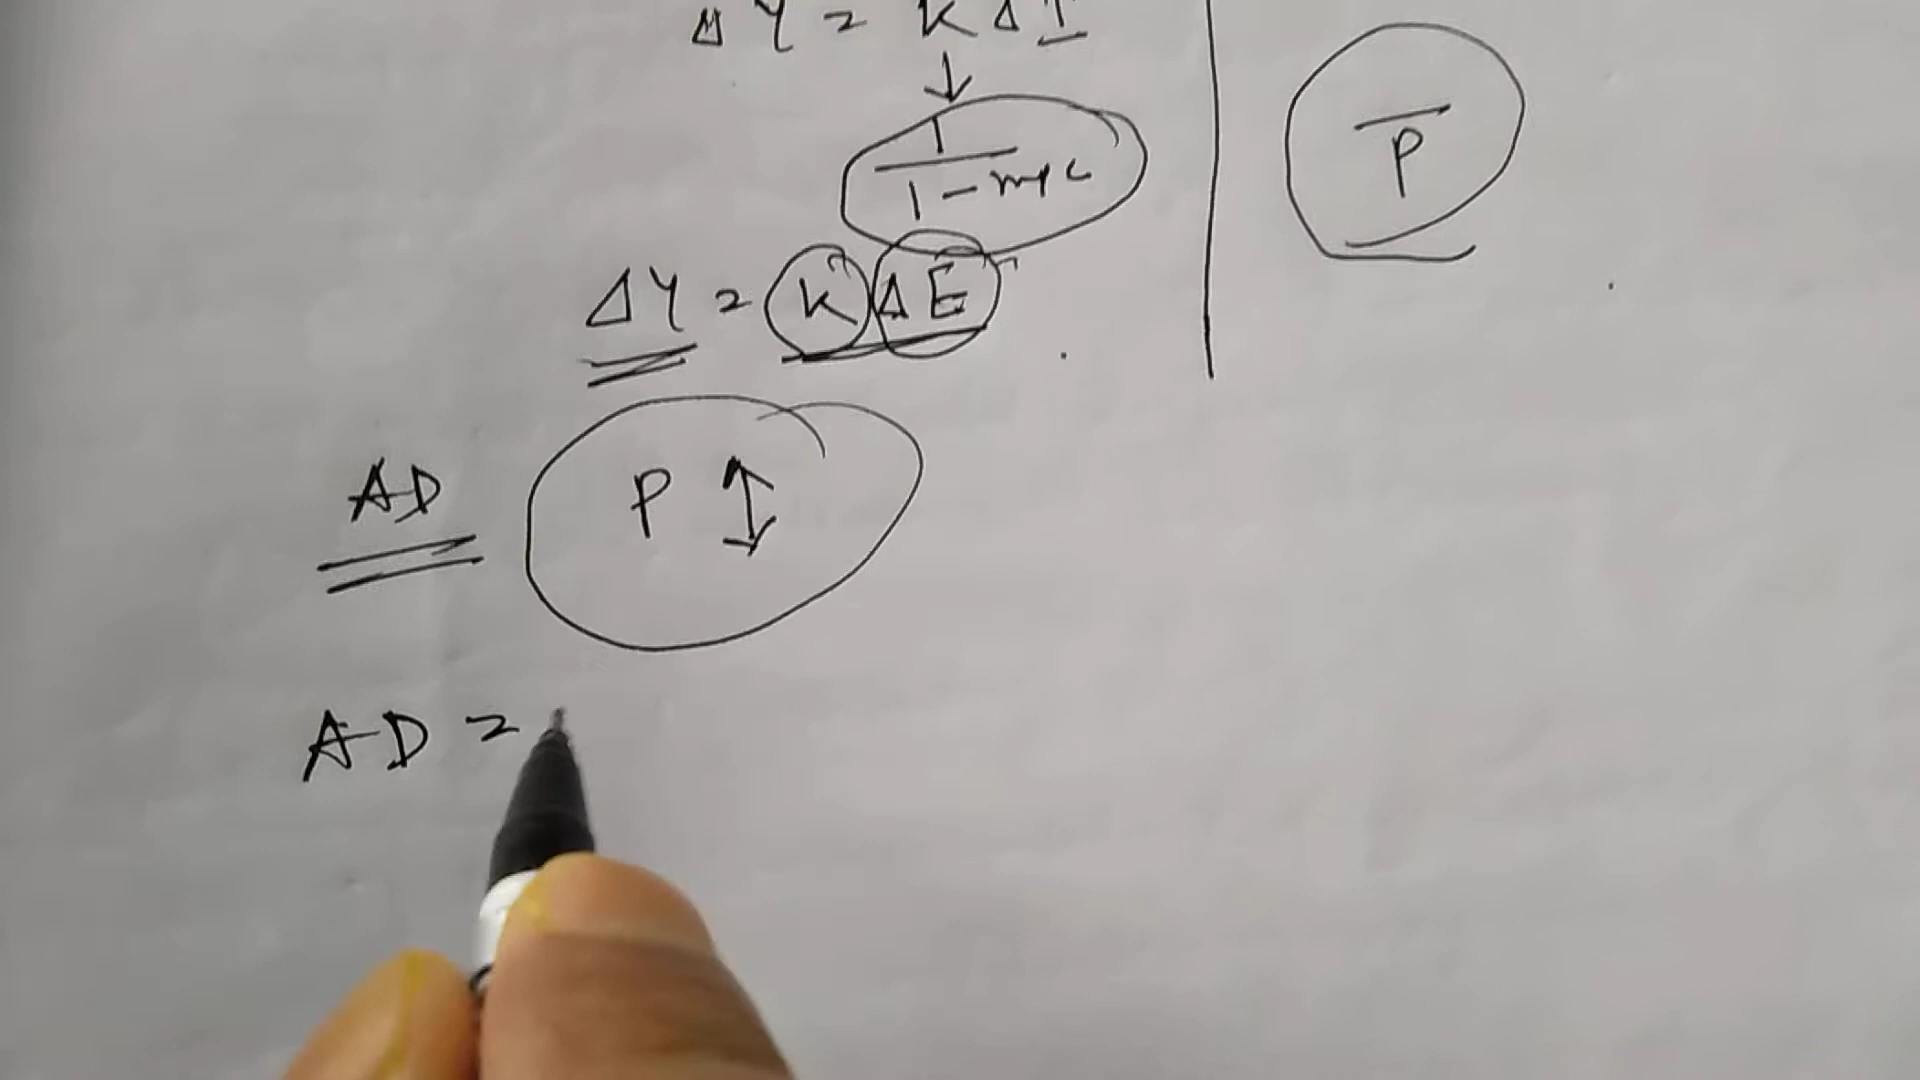 ΔY = KΔI
↓
1
1 - mpc
P̅
ΔY = KΔE
AD P ↕
AD =